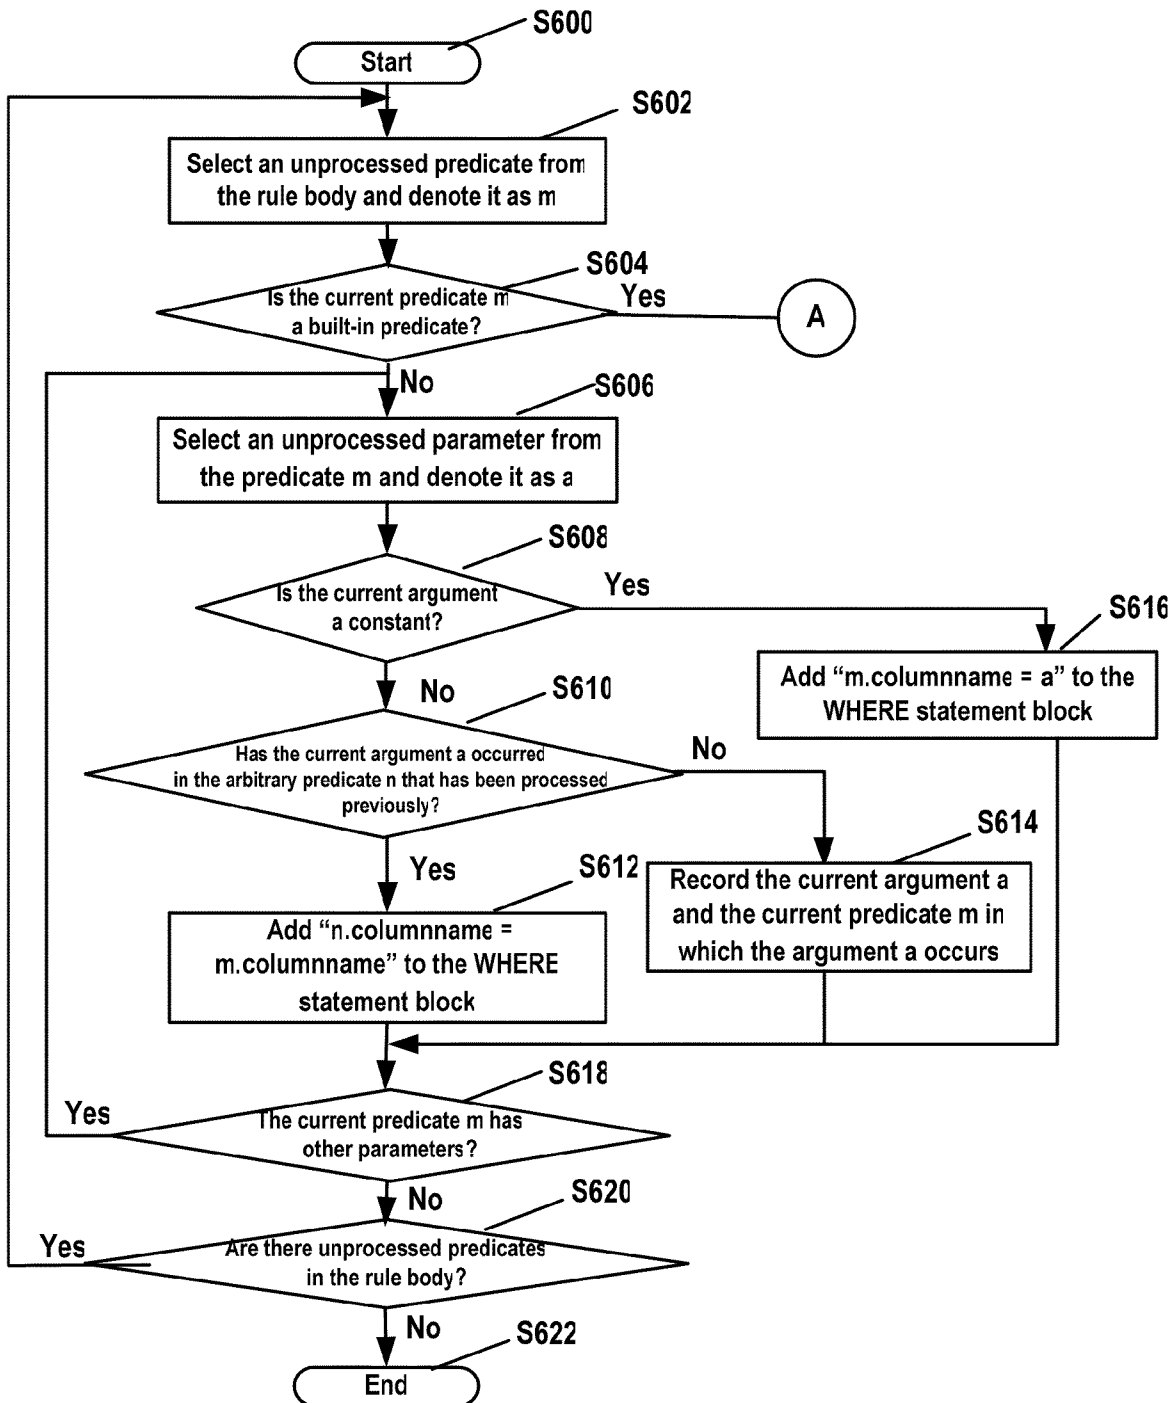 S600
Start
S602
Select an unprocessed predicate from
the rule body and denote it as m
S604
Is the current predicate m
a built-in predicate?
Yes
A
No
S606
Select an unprocessed parameter from
the predicate m and denote it as a
S608
Is the current argument
a constant?
Yes
S616
Add “m.columnname = a” to the
WHERE statement block
No
S610
Has the current argument a occurred
in the arbitrary predicate n that has been processed
previously?
No
S614
Record the current argument a
and the current predicate m in
which the argument a occurs
Yes
S612
Add “n.columnname =
m.columnname” to the WHERE
statement block
S618
The current predicate m has
other parameters?
Yes
No
S620
Are there unprocessed predicates
in the rule body?
Yes
No
S622
End